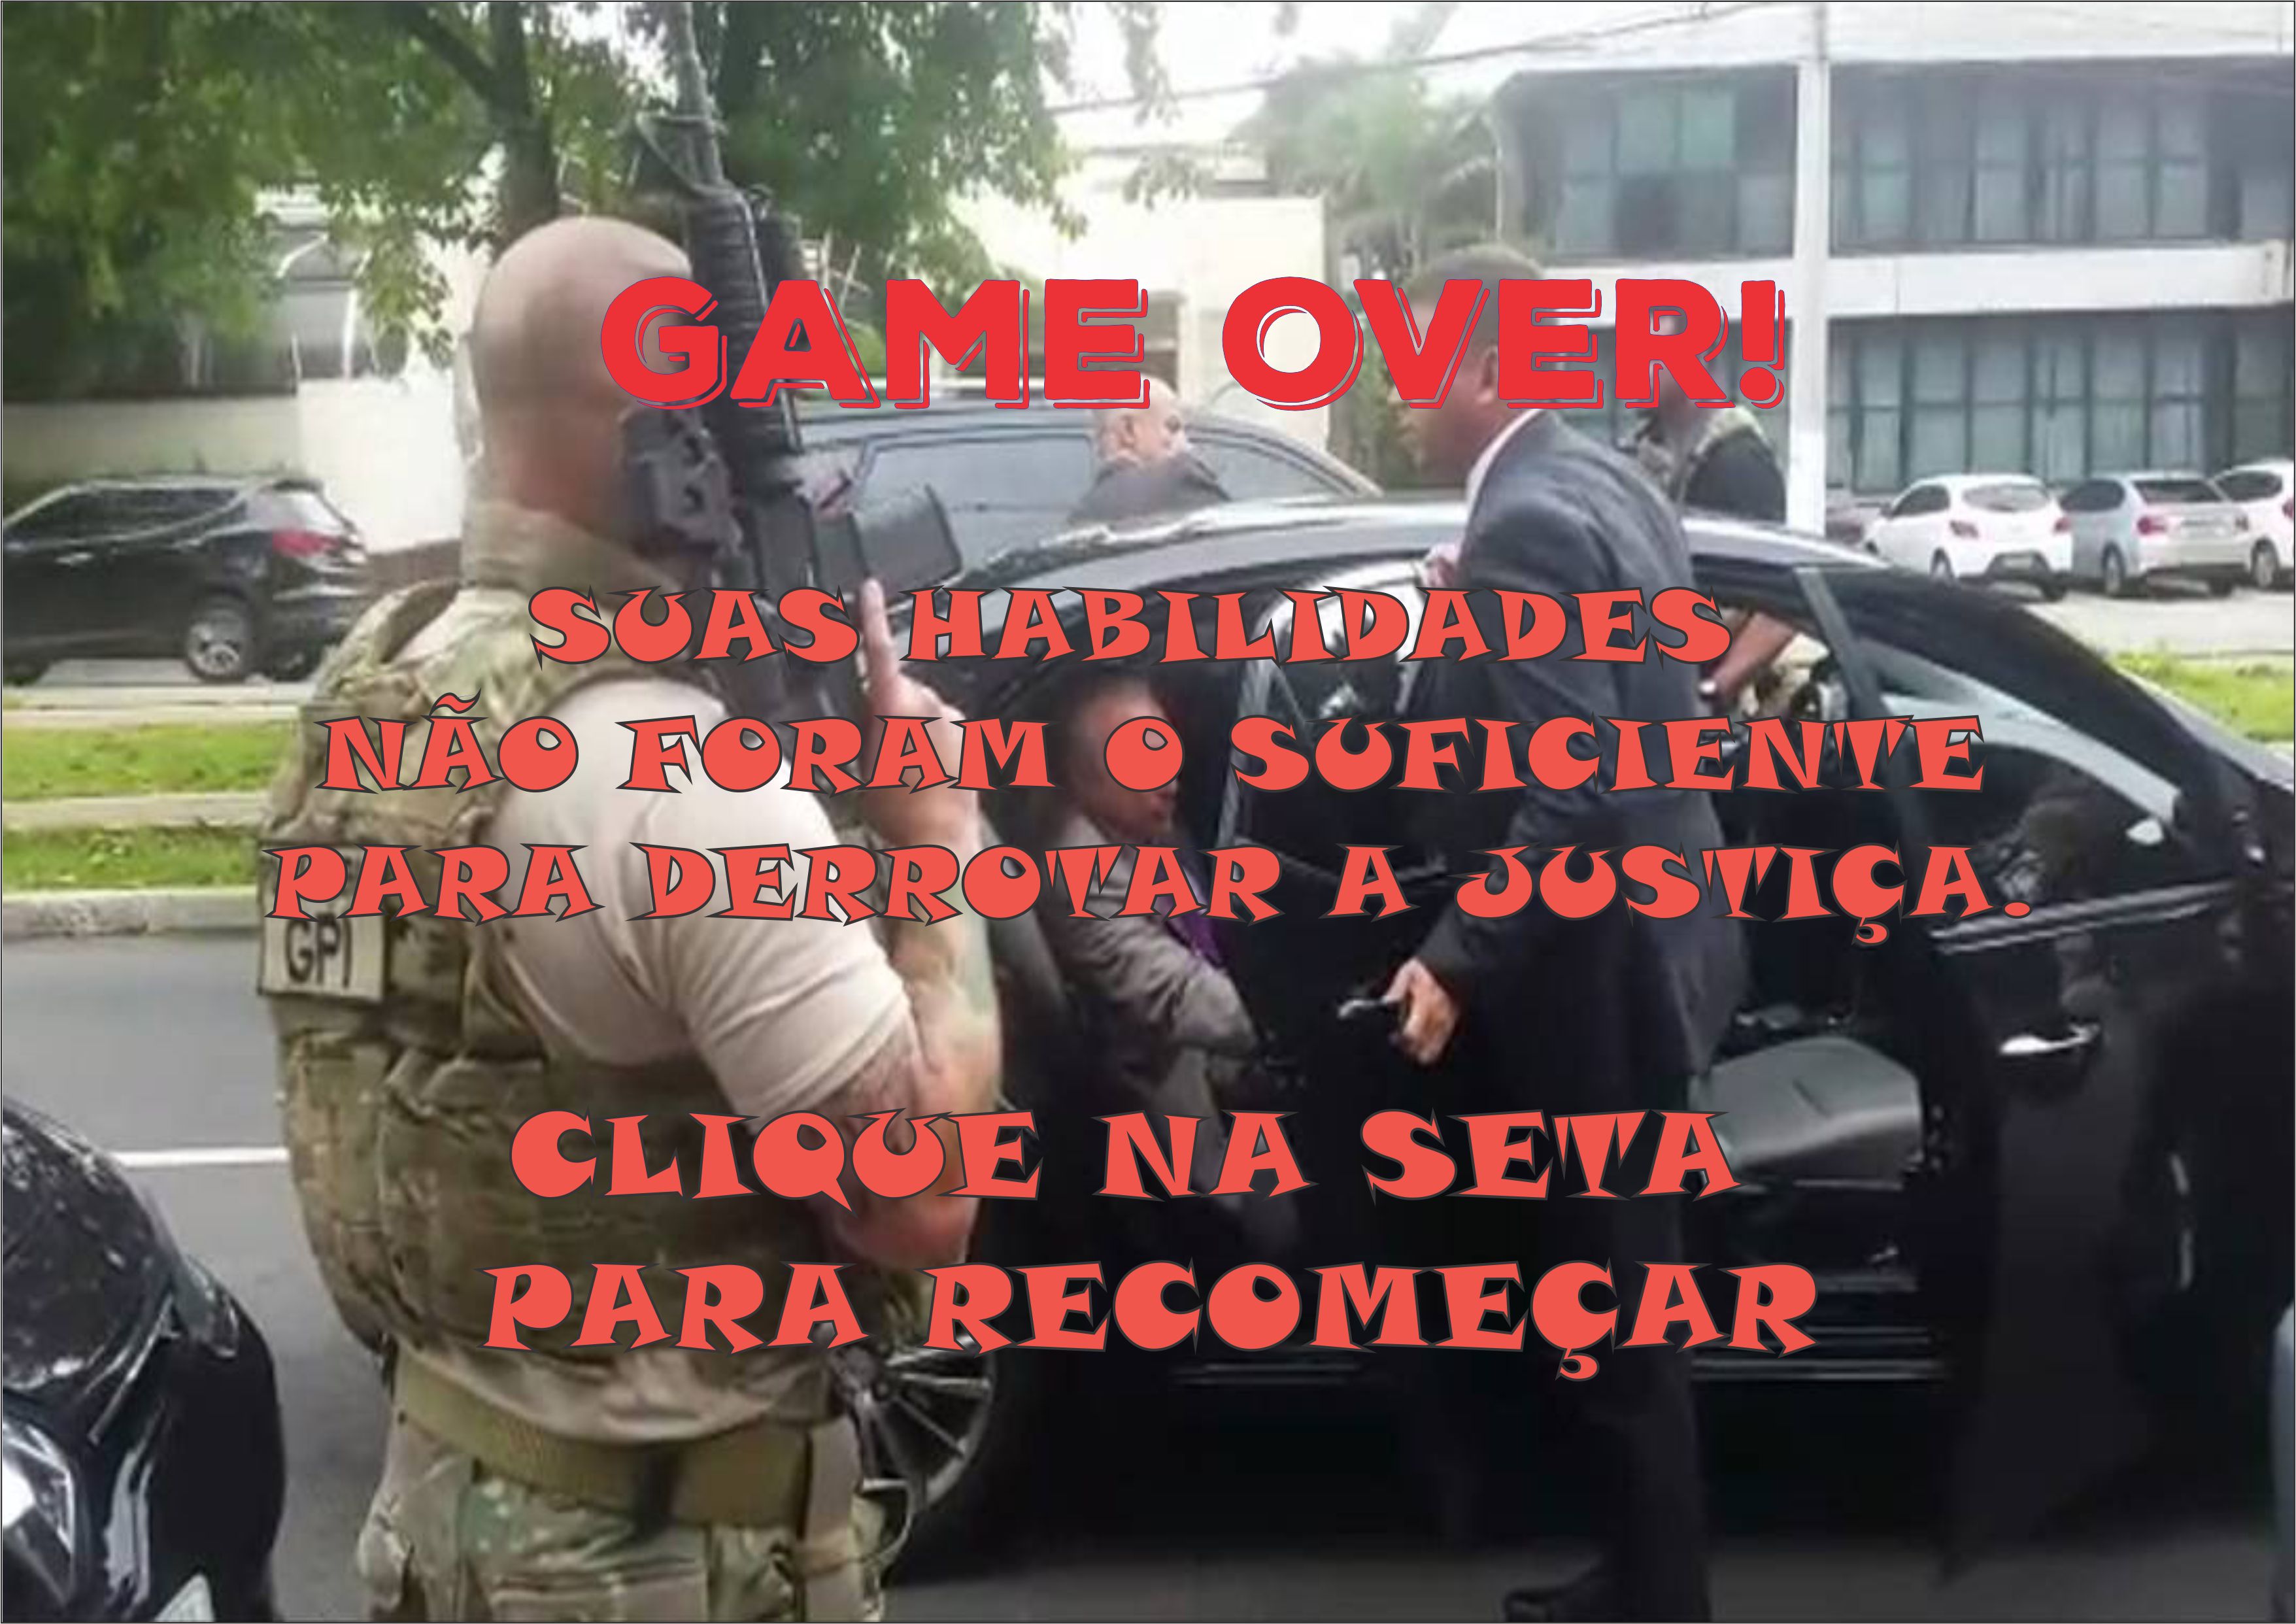 GAME OVER!
SUAS HABILIDADES
NÃO FORAM O SUFICIENTE
PARA DERROTAR A JUSTIÇA.
GPI
CLIQUE NA SETA
PARA RECOMEÇAR